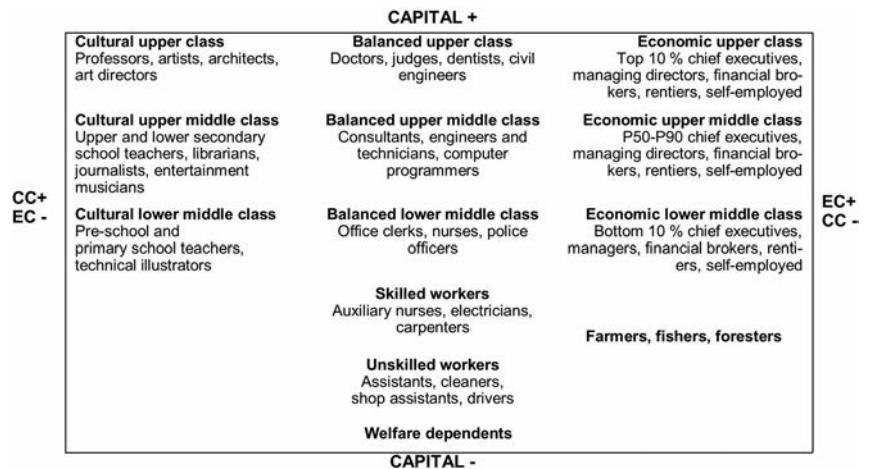 CAPITAL +
Cultural upper class
Professors, artists, architects,
art directors
Balanced upper class
Doctors, judges, dentists, civil
engineers
Economic upper class
Top 10 % chief executives,
managing directors, financial bro-
kers, rentiers, self-employed
Cultural upper middle class
Upper and lower secondary
school teachers, librarians,
journalists, entertainment
musicians
Balanced upper middle class
Consultants, engineers and
technicians, computer
programmers
Economic upper middle class
P50-P90 chief executives,
managing directors, financial bro-
kers, rentiers, self-employed
CC+
EC -
EC+
CC -
Cultural lower middle class
Pre-school and
primary school teachers,
technical illustrators
Balanced lower middle class
Office clerks, nurses, police
officers
Economic lower middle class
Bottom 10 % chief executives,
managers, financial brokers, renti-
ers, self-employed
Skilled workers
Auxiliary nurses, electricians,
carpenters
Farmers, fishers, foresters
Unskilled workers
Assistants, cleaners,
shop assistants, drivers
Welfare dependents
CAPITAL -